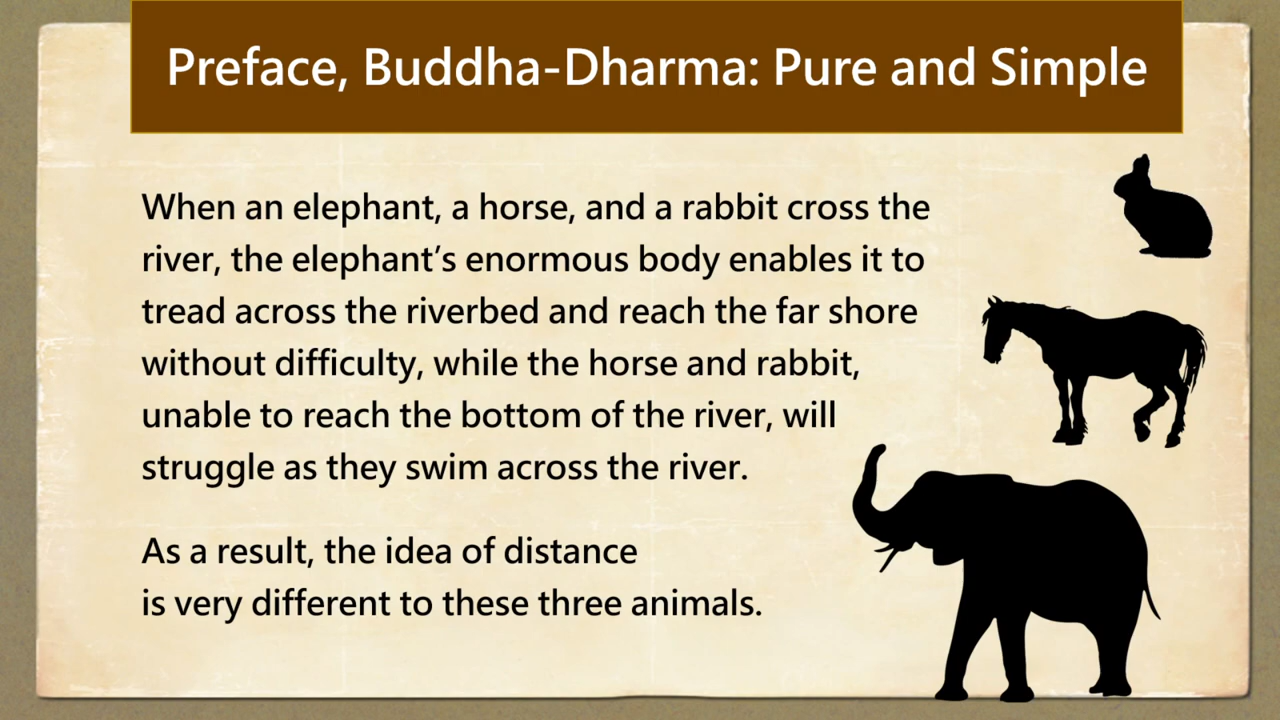 Preface, Buddha-Dharma: Pure and Simple
When an elephant, a horse, and a rabbit cross the
river, the elephant’s enormous body enables it to
tread across the riverbed and reach the far shore
without difficulty, while the horse and rabbit,
unable to reach the bottom of the river, will
struggle as they swim across the river.
As a result, the idea of distance
is very different to these three animals.